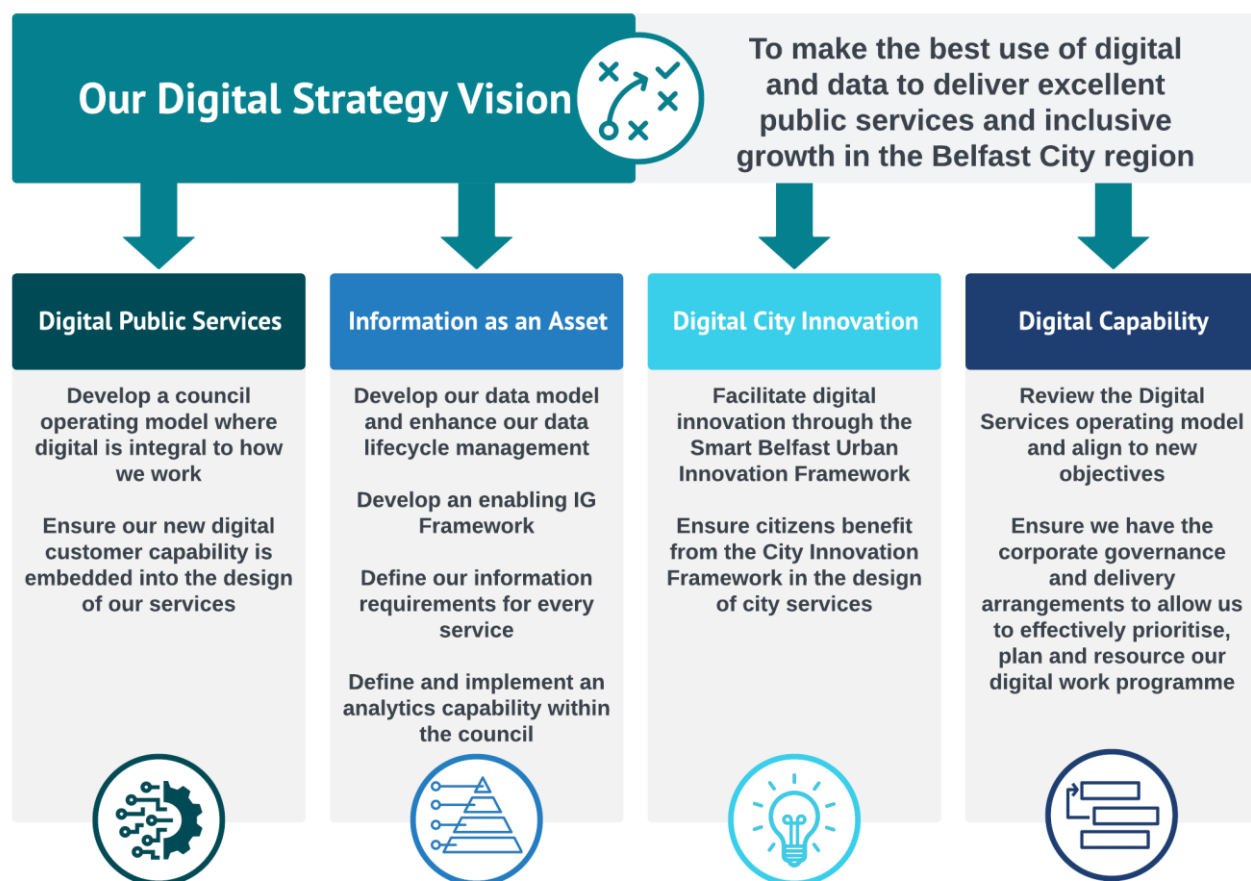 Our Digital Strategy Vision
To make the best use of digital
and data to deliver excellent
public services and inclusive
growth in the Belfast City region
Digital Public Services
Develop a council
operating model where
digital is integral to how
we work
Ensure our new digital
customer capability is
embedded into the design
of our services
Information as an Asset
Develop our data model
and enhance our data
lifecycle management
Develop an enabling IG
Framework
Define our information
requirements for every
service
Define and implement an
analytics capability within
the council
Digital City Innovation
Facilitate digital
innovation through the
Smart Belfast Urban
Innovation Framework
Ensure citizens benefit
from the City Innovation
Framework in the design
of city services
Digital Capability
Review the Digital
Services operating model
and align to new
objectives
Ensure we have the
corporate governance
and delivery
arrangements to allow us
to effectively prioritise,
plan and resource our
digital work programme